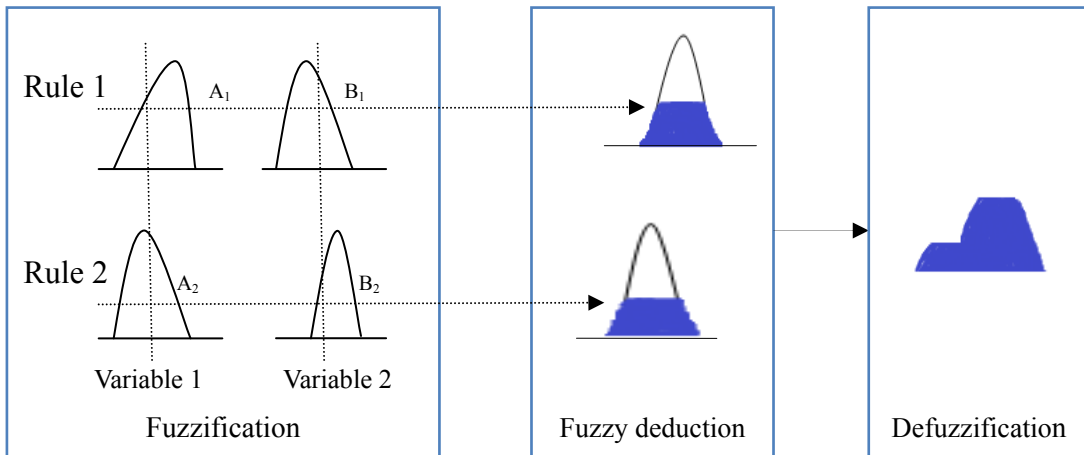 Rule 1
A₁
B₁
Rule 2
A₂
B₂
Variable 1
Variable 2
Fuzzification
Fuzzy deduction
Defuzzification